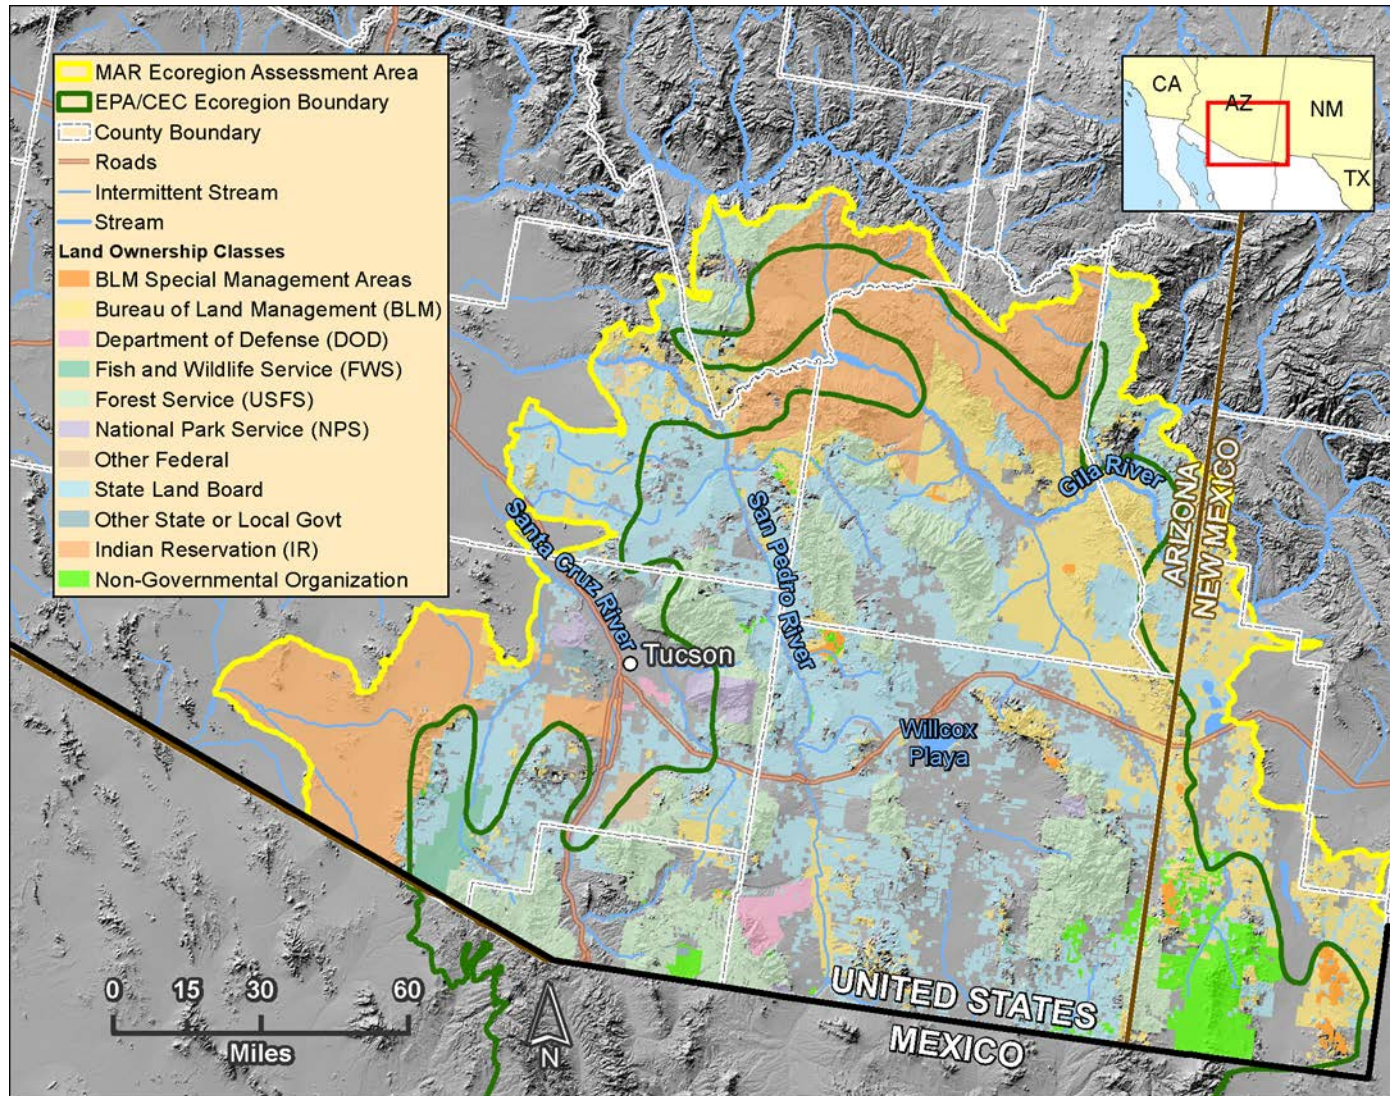 MAR Ecoregion Assessment Area
EPA/CEC Ecoregion Boundary
County Boundary
Roads
Intermittent Stream
Stream
Land Ownership Classes
BLM Special Management Areas
Bureau of Land Management (BLM)
Department of Defense (DOD)
Fish and Wildlife Service (FWS)
Forest Service (USFS)
National Park Service (NPS)
Other Federal
State Land Board
Other State or Local Govt
Indian Reservation (IR)
Non-Governmental Organization
CA
AZ
NM
TX
Gila River
ARIZONA
NEW MEXICO
Santa Cruz River
San Pedro River
Tucson
Willcox
Playa
UNITED STATES
MEXICO
0 15 30 60
Miles
N